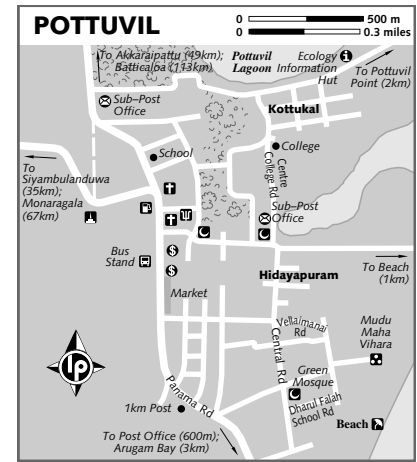 POTTUVIL
0 500 m
0 0.3 miles
To Akkaraipattu (49km);
Batticaloa (113km)
Pottuvil
Lagoon
Ecology
Information
Hut
To Pottuvil
Point (2km)
Sub–Post
Office
Kottukal
School
College
Centre
College Rd
To
Siyambulanduwa
(35km);
Monaragala
(67km)
Sub–Post
Office
Bus
Stand
$
$
Hidayapuram
To Beach
(1km)
Market
Vellaimanai
Rd
Mudu
Maha
Vihara
Central Rd
Green
Mosque
lp
Panama Rd
Dharul Falah
School Rd
1km Post
Beach
To Post Office (600m);
Arugam Bay (3km)